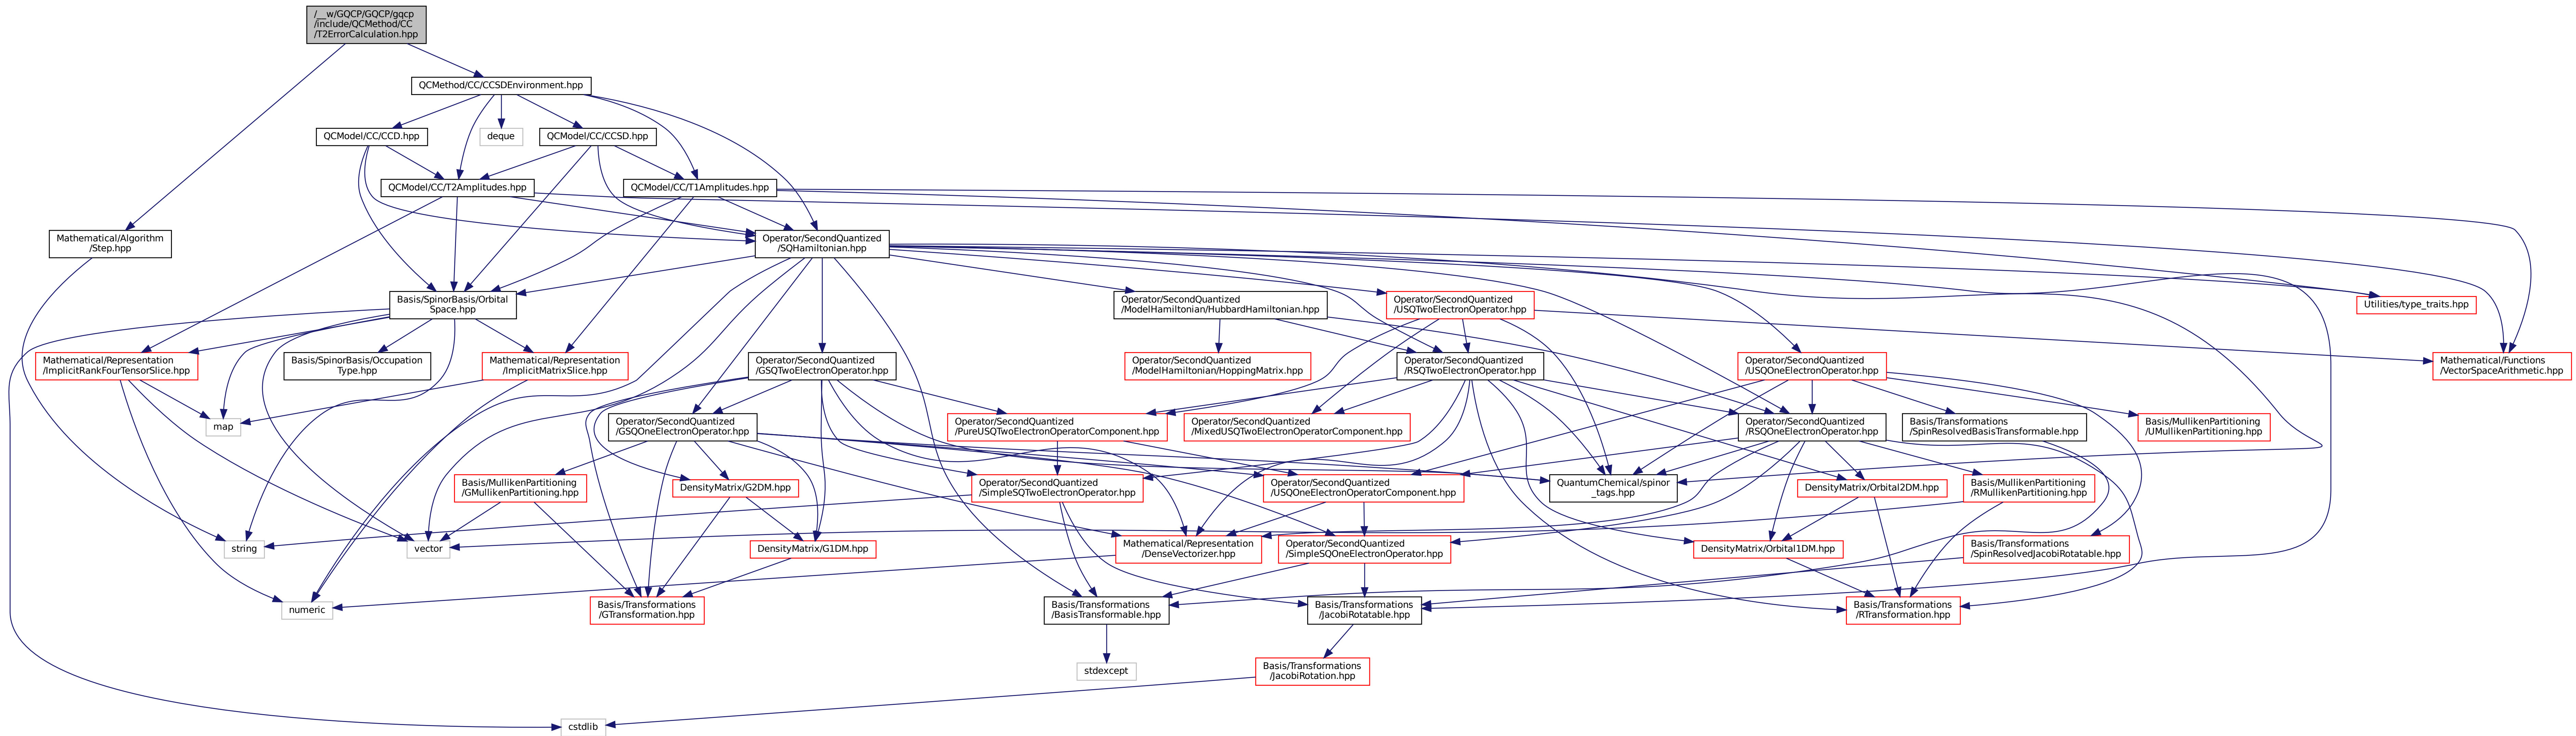 /__w/GQCP/GQCP/gqcp
/include/QCMethod/CC
/T2ErrorCalculation.hpp
QCMethod/CC/CCSDEnvironment.hpp
QCModel/CC/CCD.hpp
deque
QCModel/CC/CCSD.hpp
QCModel/CC/T2Amplitudes.hpp
QCModel/CC/T1Amplitudes.hpp
Mathematical/Algorithm
/Step.hpp
Operator/SecondQuantized
/SQHamiltonian.hpp
Basis/SpinorBasis/Orbital
Space.hpp
Operator/SecondQuantized
/ModelHamiltonian/HubbardHamiltonian.hpp
Operator/SecondQuantized
/USQTwoElectronOperator.hpp
Utilities/type_traits.hpp
Mathematical/Representation
/ImplicitRankFourTensorSlice.hpp
Basis/SpinorBasis/Occupation
Type.hpp
Mathematical/Representation
/ImplicitMatrixSlice.hpp
Operator/SecondQuantized
/GSQTwoElectronOperator.hpp
Operator/SecondQuantized
/ModelHamiltonian/HoppingMatrix.hpp
Operator/SecondQuantized
/RSQTwoElectronOperator.hpp
Operator/SecondQuantized
/USQOneElectronOperator.hpp
Mathematical/Functions
/VectorSpaceArithmetic.hpp
map
Operator/SecondQuantized
/GSQOneElectronOperator.hpp
Operator/SecondQuantized
/PureUSQTwoElectronOperatorComponent.hpp
Operator/SecondQuantized
/MixedUSQTwoElectronOperatorComponent.hpp
Operator/SecondQuantized
/RSQOneElectronOperator.hpp
Basis/Transformations
/SpinResolvedBasisTransformable.hpp
Basis/MullikenPartitioning
/UMullikenPartitioning.hpp
Basis/MullikenPartitioning
/GMullikenPartitioning.hpp
DensityMatrix/G2DM.hpp
Operator/SecondQuantized
/SimpleSQTwoElectronOperator.hpp
Operator/SecondQuantized
/USQOneElectronOperatorComponent.hpp
QuantumChemical/spinor
_tags.hpp
DensityMatrix/Orbital2DM.hpp
Basis/MullikenPartitioning
/RMullikenPartitioning.hpp
string
vector
DensityMatrix/G1DM.hpp
Mathematical/Representation
/DenseVectorizer.hpp
Operator/SecondQuantized
/SimpleSQOneElectronOperator.hpp
DensityMatrix/Orbital1DM.hpp
Basis/Transformations
/SpinResolvedJacobiRotatable.hpp
numeric
Basis/Transformations
/GTransformation.hpp
Basis/Transformations
/BasisTransformable.hpp
Basis/Transformations
/JacobiRotatable.hpp
Basis/Transformations
/RTransformation.hpp
stdexcept
Basis/Transformations
/JacobiRotation.hpp
cstdlib